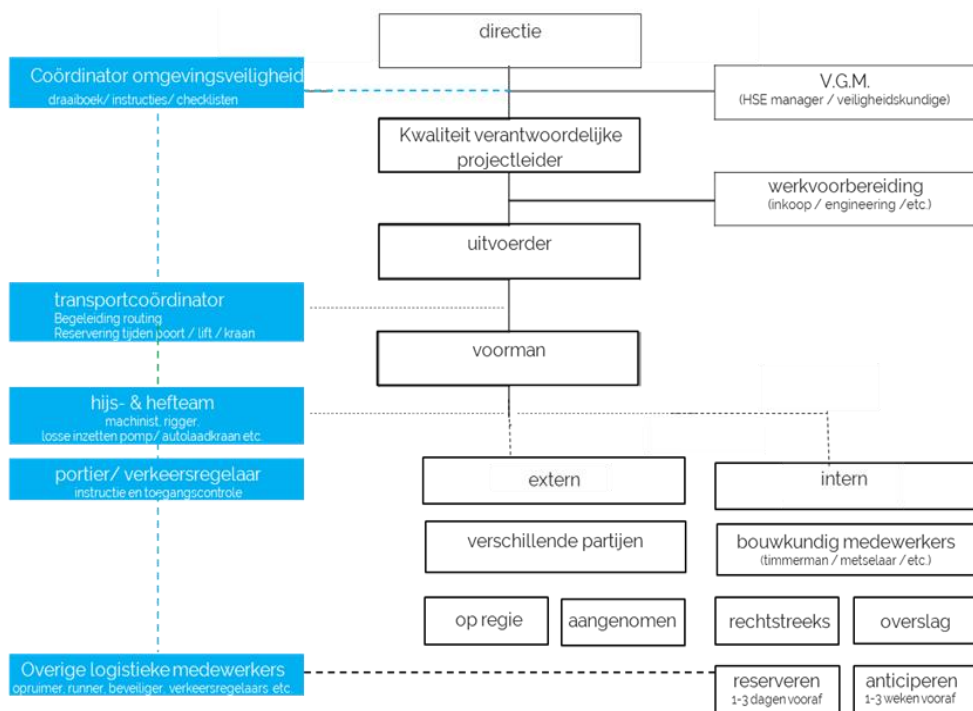 directie
Coördinator omgevingsveiligheid
draaiboek/ instructies/ checklisten
V.G.M.
(HSE manager / veiligheidskundige)
Kwaliteit verantwoordelijke
projectleider
werkvoorbereiding
(inkoop / engineering /etc.)
uitvoerder
transportcoördinator
Begeleiding routing
Reservering tijden poort / lift / kraan
voorman
hijs- & hefteam
machinist, rigger,
losse inzetten pomp/ autolaadkraan etc.
portier/ verkeersregelaar
instructie en toegangscontrole
extern
intern
verschillende partijen
bouwkundig medewerkers
(timmerman / metselaar /etc.)
op regie
aangenomen
rechtstreeks
overslag
Overige logistieke medewerkers
opruimer, runner, beveiliger, verkeersregelaars etc.
reserveren
1-3 dagen vooraf
anticiperen
1-3 weken vooraf